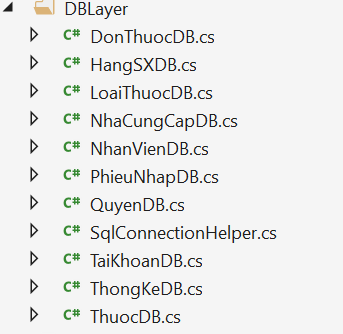 DBLayer
C# DonThuocDB.cs
C# HangSXDB.cs
C# LoaiThuocDB.cs
C# NhaCungCapDB.cs
C# NhanVienDB.cs
C# PhieuNhapDB.cs
C# QuyenDB.cs
C# SqlConnectionHelper.cs
C# TaiKhoanDB.cs
C# ThongKeDB.cs
C# ThuocDB.cs